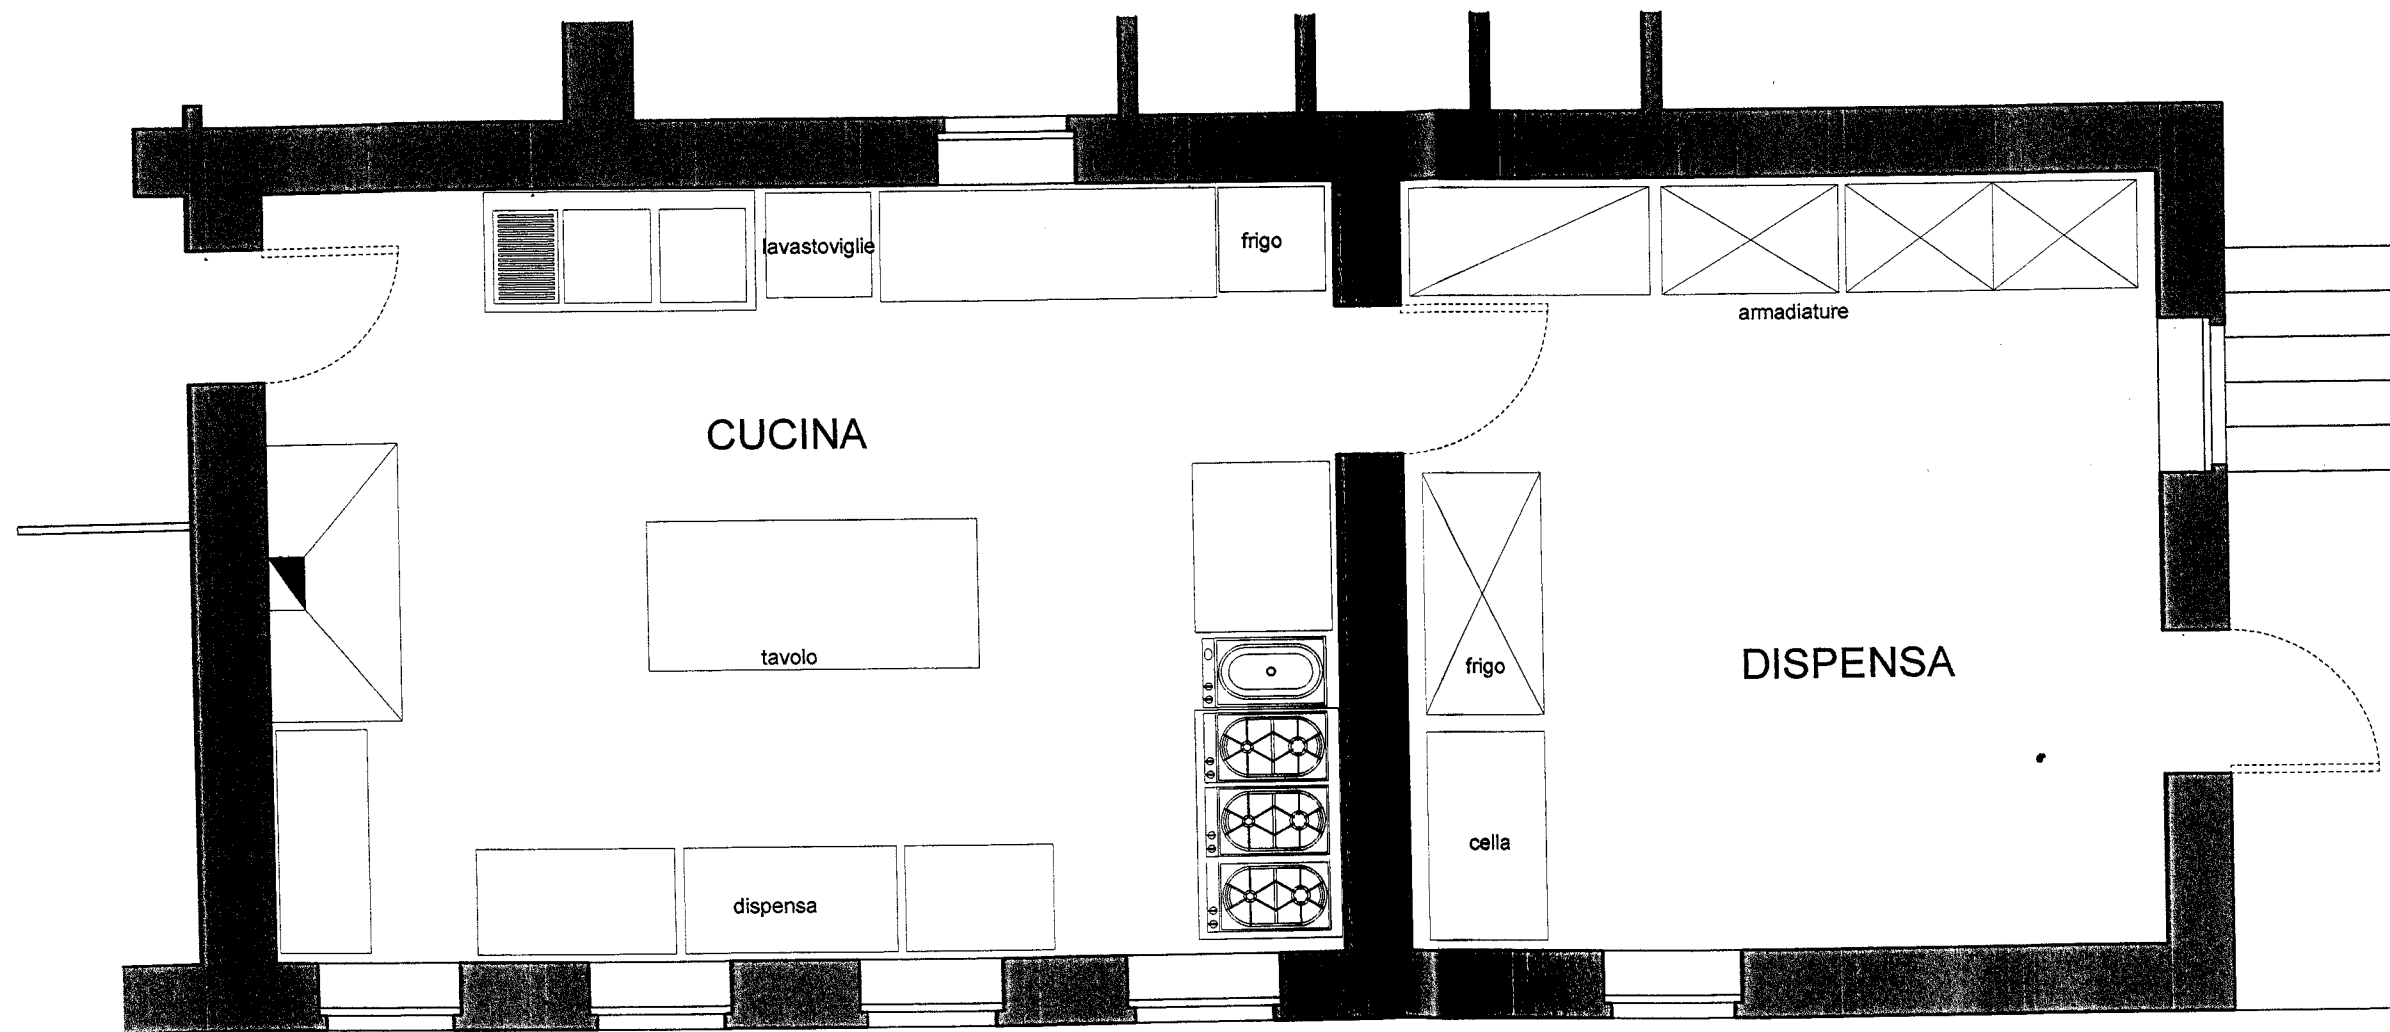 lavastoviglie
frigo
armadiature
CUCINA
tavolo
frigo
DISPENSA
cella
dispensa